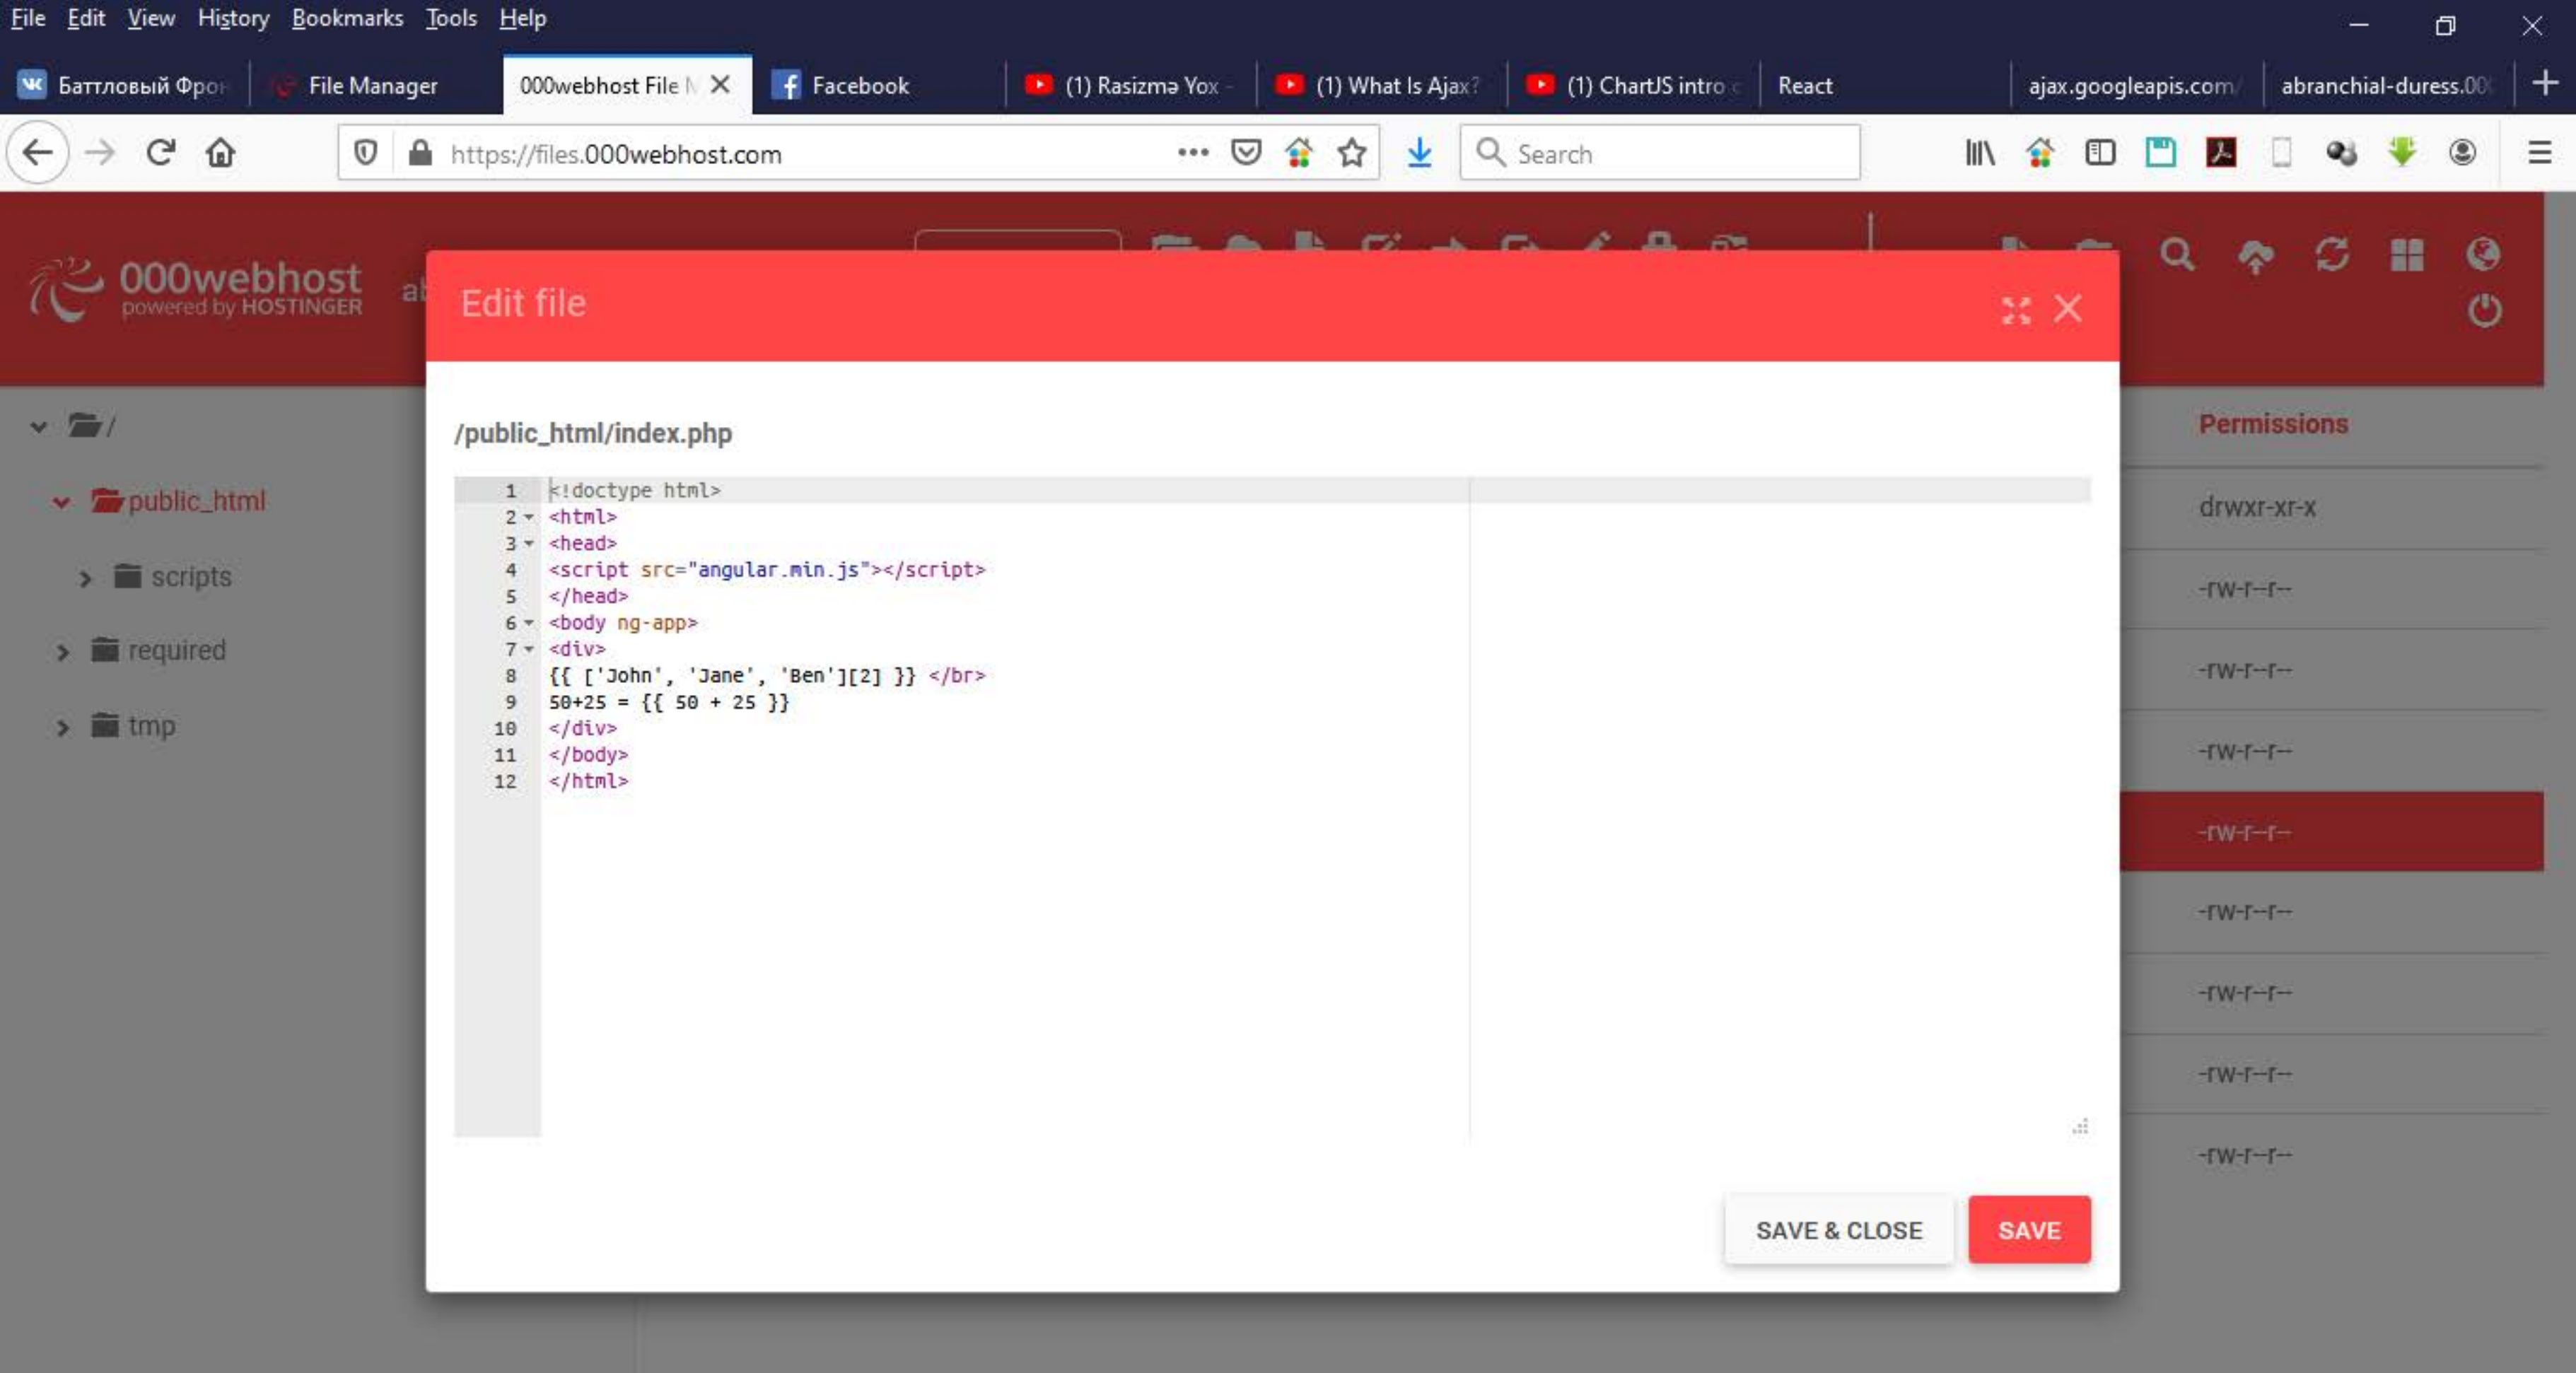 File Edit View History Bookmarks Tools Help
Баттловый Фрон File Manager 000webhost File Facebook (1) Rasizmə Yox - (1) What Is Ajax? (1) ChartJS intro React ajax.googleapis.com/ abranchial-duress.00
https://files.000webhost.com
Search
000webhost
powered by HOSTINGER
Edit file
/
public_html
scripts
required
tmp
/public_html/index.php
1 <!doctype html>
2 <html>
3 <head>
4 <script src="angular.min.js"></script>
5 </head>
6 <body ng-app>
7 <div>
8 {{ ['John', 'Jane', 'Ben'][2] }} </br>
9 50+25 = {{ 50 + 25 }}
10 </div>
11 </body>
12 </html>
SAVE & CLOSE SAVE
Permissions
drwxr-xr-x
-rw-r--r--
-rw-r--r--
-rw-r--r--
-rw-r--r--
-rw-r--r--
-rw-r--r--
-rw-r--r--
-rw-r--r--